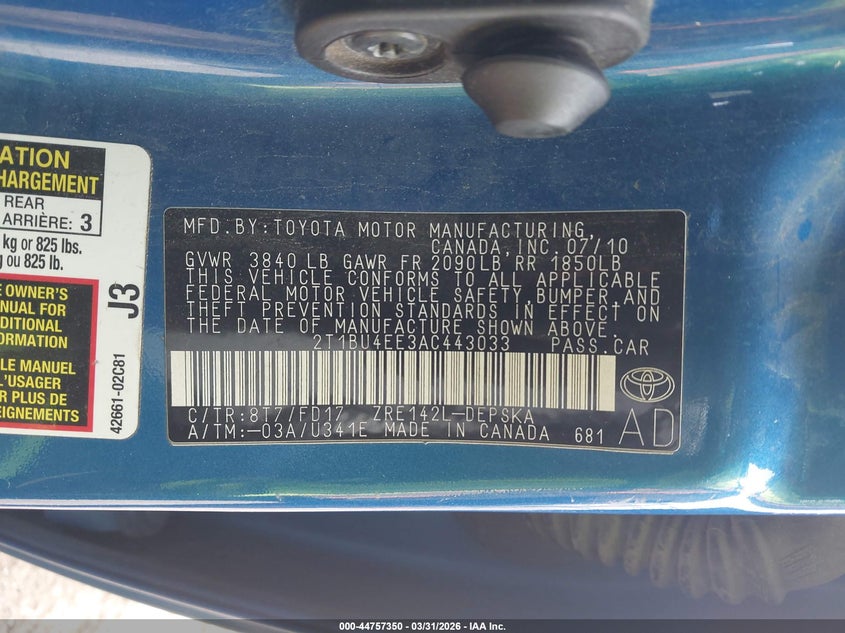 ATION
HARGEMENT
REAR
ARRIÈRE: 3
kg or 825 lbs.
ou 825 lb.
E OWNER'S
ANUAL FOR
DITIONAL
ORMATION
LE MANUEL
L'USAGER
R PLUS DE
J3
42661-02C81
MFD.BY:TOYOTA MOTOR MANUFACTURING,
CANADA,INC.07/10
GVWR 3840 LB GAWR FR 2090LB RR 1850LB
THIS VEHICLE CONFORMS TO ALL APPLICABLE
FEDERAL MOTOR VEHICLE SAFETY,BUMPER,AND
THEFT PREVENTION STANDARDS IN EFFECT ON
THE DATE OF MANUFACTURE SHOWN ABOVE.
2T1BU4EE3AC443033 PASS.CAR
C/TR:8T7/FD17 ZRE142L-DEPSKA
A/TM:-03A/U341E MADE IN CANADA 681 AD
000-44757350 | 03/31/2026 | IAA Inc.